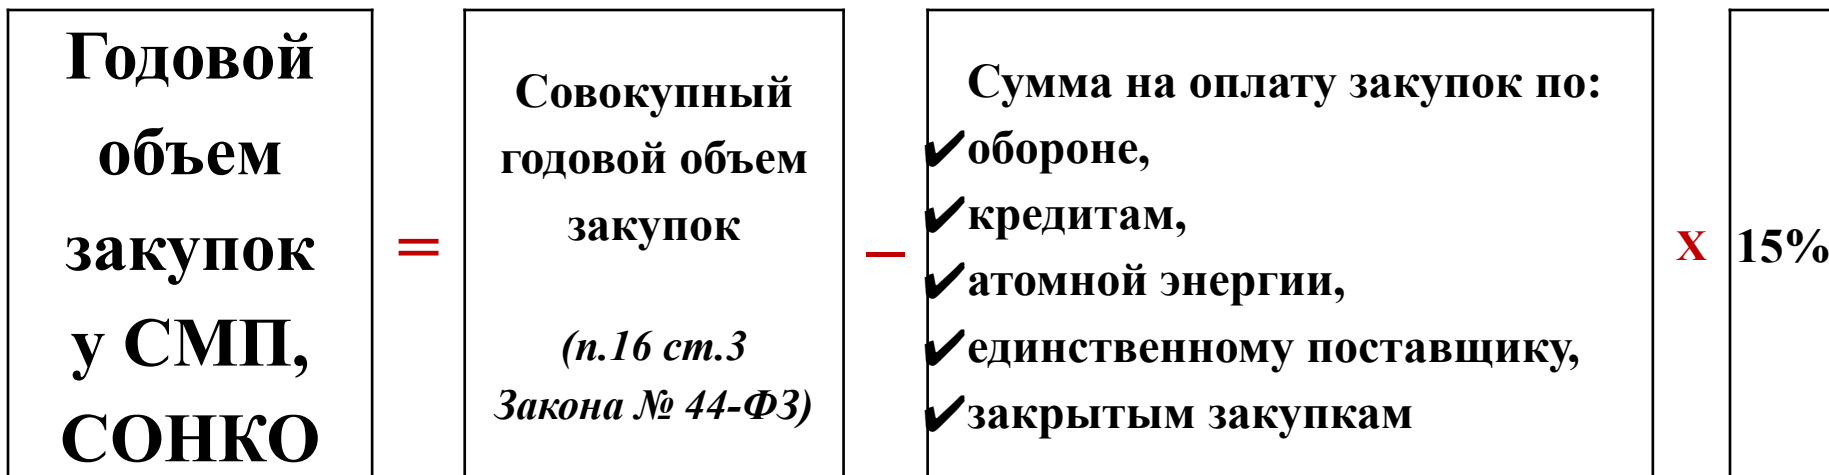 Годовой
объем
закупок
у СМП,
СОНКО
=
Совокупный
годовой объем
закупок
(п.16 ст.3
Закона № 44-ФЗ)
–
Сумма на оплату закупок по:
✔обороне,
✔кредитам,
✔атомной энергии,
✔единственному поставщику,
✔закрытым закупкам
х
15%